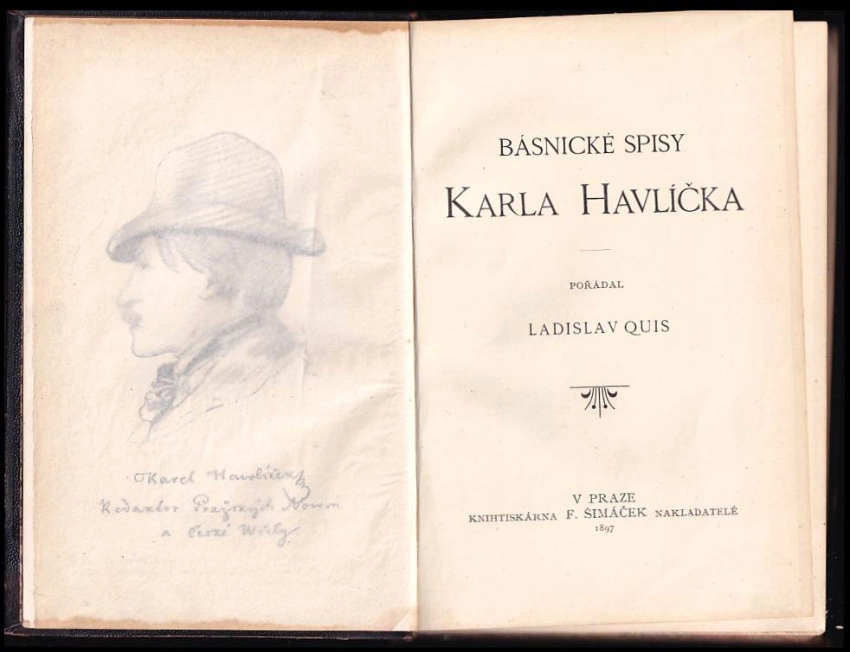 Karel Havlíček
Redaktor Pražských Novin
a České Wčely.
BÁSNICKÉ SPISY
KARLA HAVLÍČKA
POŘÁDAL
LADISLAV QUIS
V PRAZE
KNIHTISKÁRNA F. ŠIMÁČEK NAKLADATELÉ
1897